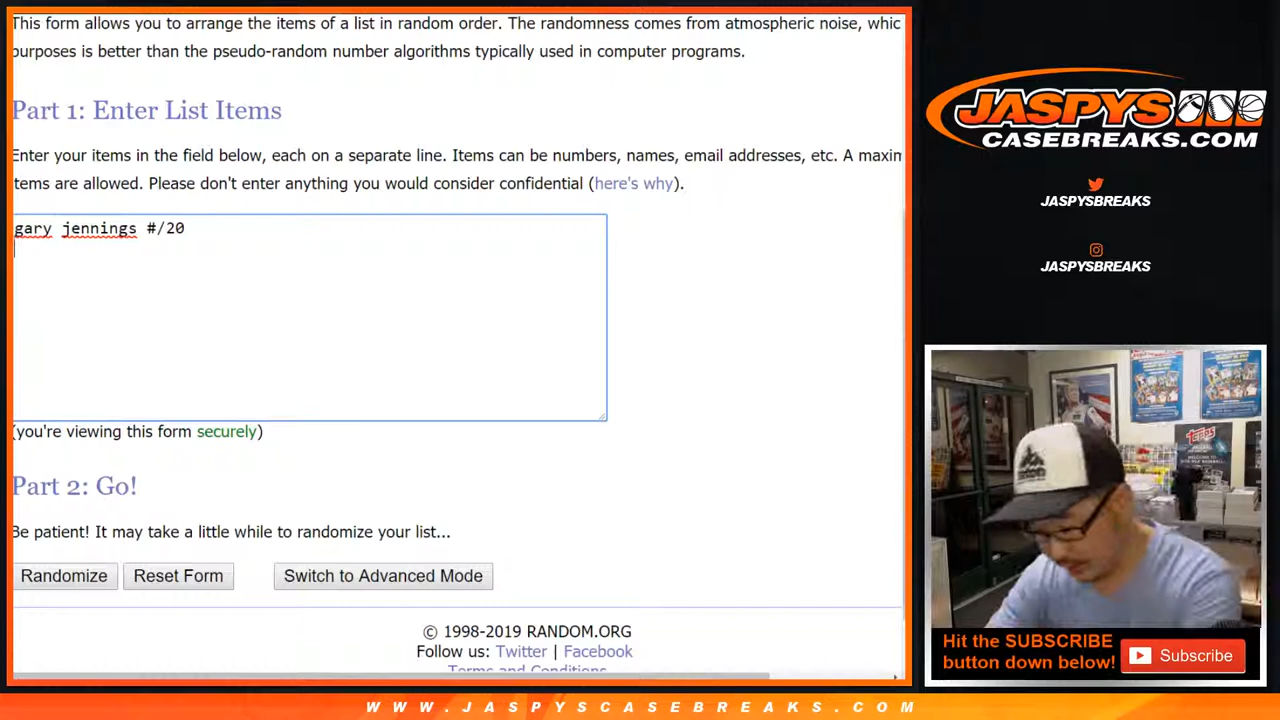 This form allows you to arrange the items of a list in random order. The randomness comes from atmospheric noise, whic
purposes is better than the pseudo-random number algorithms typically used in computer programs.
Part 1: Enter List Items
Enter your items in the field below, each on a separate line. Items can be numbers, names, email addresses, etc. A maxim
items are allowed. Please don't enter anything you would consider confidential (here's why).
gary jennings #/20
(you're viewing this form securely)
Part 2: Go!
Be patient! It may take a little while to randomize your list...
Randomize Reset Form Switch to Advanced Mode
© 1998-2019 RANDOM.ORG
Follow us: Twitter | Facebook
Terms and Conditions
JASPYS
CASEBREAKS.COM
JASPYSBREAKS
JASPYSBREAKS
topps
Hit the SUBSCRIBE
button down below!
Subscribe
WWW.JASPYSCASEBREAKS.COM